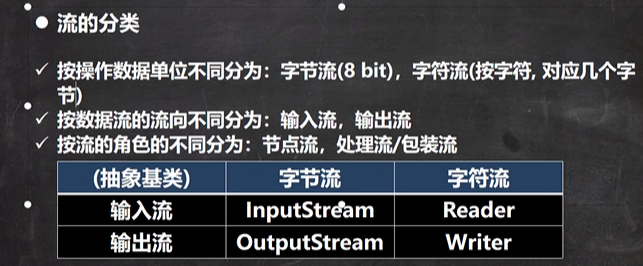 ● 流的分类
✓ 按操作数据单位不同分为：字节流(8 bit)，字符流(按字符, 对应几个字
节)
✓ 按数据流的流向不同分为：输入流，输出流
✓ 按流的角色的不同分为：节点流，处理流/包装流
(抽象基类) 字节流 字符流
输入流 InputStream Reader
输出流 OutputStream Writer